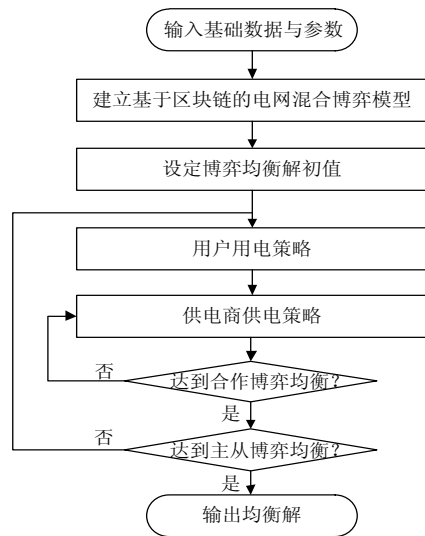 输入基础数据与参数
建立基于区块链的电网混合博弈模型
设定博弈均衡解初值
用户用电策略
供电商供电策略
否
达到合作博弈均衡?
是
否
达到主从博弈均衡?
是
输出均衡解